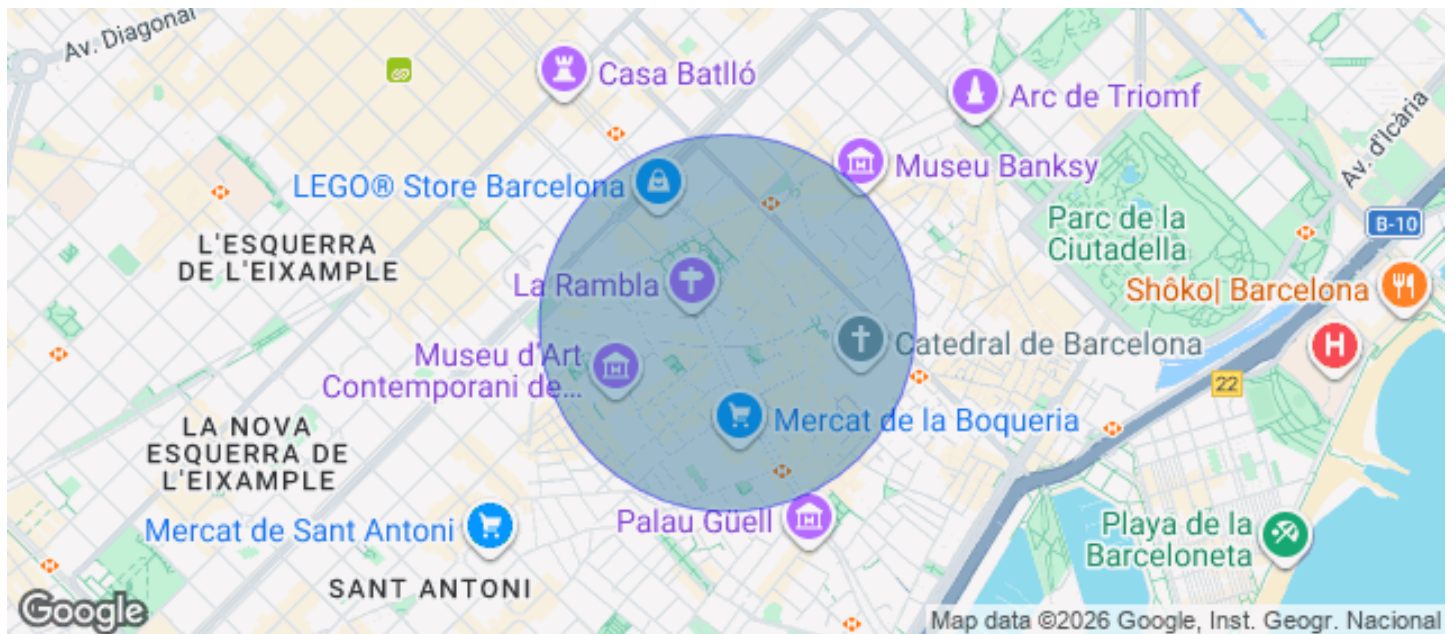 Av. Diagonal
Casa Batlló
Arc de Triomf
Av. d'Icària
LEGO® Store Barcelona
Museu Banksy
B-10
L'ESQUERRA
DE L'EIXAMPLE
Parc de la
Ciutadella
La Rambla
Shôko| Barcelona
Museu d'Art
Contemporani de...
Catedral de Barcelona
H
22
LA NOVA
ESQUERRA DE
L'EIXAMPLE
Mercat de la Boqueria
Mercat de Sant Antoni
Palau Güell
Playa de la
Barceloneta
SANT ANTONI
Google
Map data ©2026 Google, Inst. Geogr. Nacional